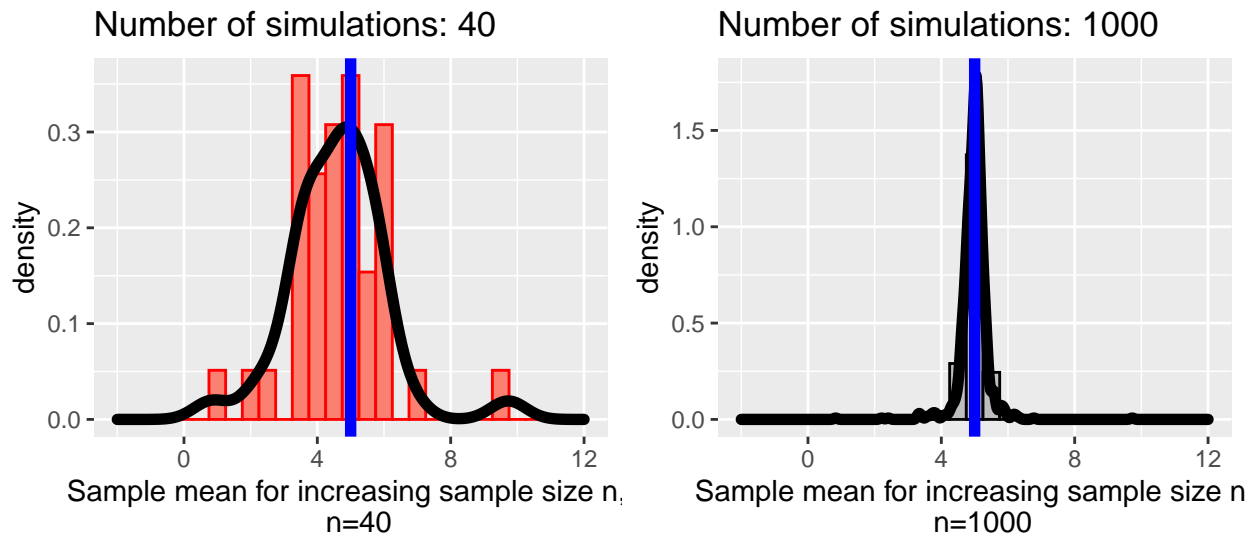 Number of simulations: 40
density
0.3
0.2
0.1
0.0
0 4 8 12
Sample mean for increasing sample size n,
n=40
Number of simulations: 1000
density
1.5
1.0
0.5
0.0
0 4 8 12
Sample mean for increasing sample size n
n=1000